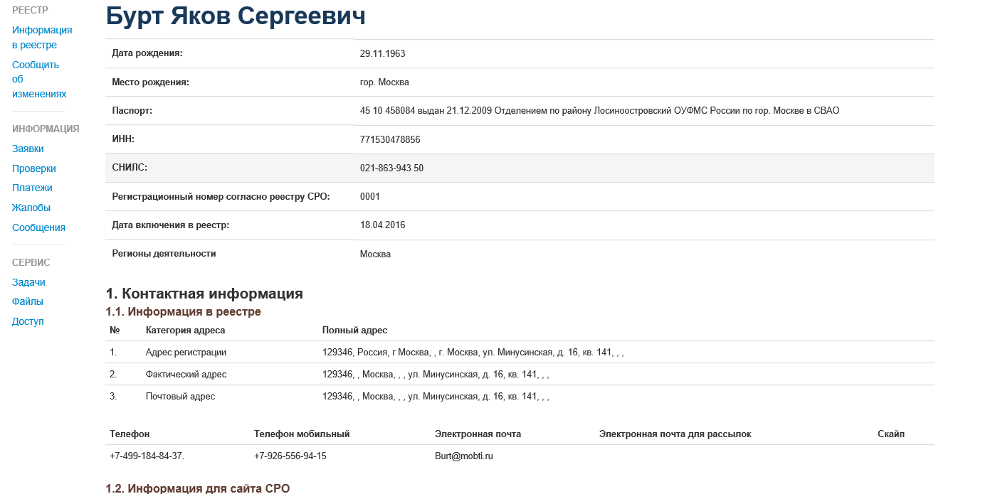 РЕЕСТР
Информация
в реестре
Сообщить
об
изменениях
ИНФОРМАЦИЯ
Заявки
Проверки
Платежи
Жалобы
Сообщения
СЕРВИС
Задачи
Файлы
Доступ
Бурт Яков Сергеевич
Дата рождения: 29.11.1963
Место рождения: гор. Москва
Паспорт: 45 10 458084 выдан 21.12.2009 Отделением по району Лосиноостровский ОУФМС России по гор. Москве в СВАО
ИНН: 771530478856
СНИЛС: 021-863-943 50
Регистрационный номер согласно реестру СРО: 0001
Дата включения в реестр: 18.04.2016
Регионы деятельности Москва
1. Контактная информация
1.1. Информация в реестре
№ Категория адреса Полный адрес
1. Адрес регистрации 129346, Россия, г Москва, , г. Москва, ул. Минусинская, д. 16, кв. 141, , ,
2. Фактический адрес 129346, , Москва, , , ул. Минусинская, д. 16, кв. 141, , ,
3. Почтовый адрес 129346, , Москва, , , ул. Минусинская, д. 16, кв. 141, , ,
Телефон Телефон мобильный Электронная почта Электронная почта для рассылок Скайп
+7-499-184-84-37. +7-926-556-94-15 Burt@mobti.ru
1.2. Информация для сайта СРО